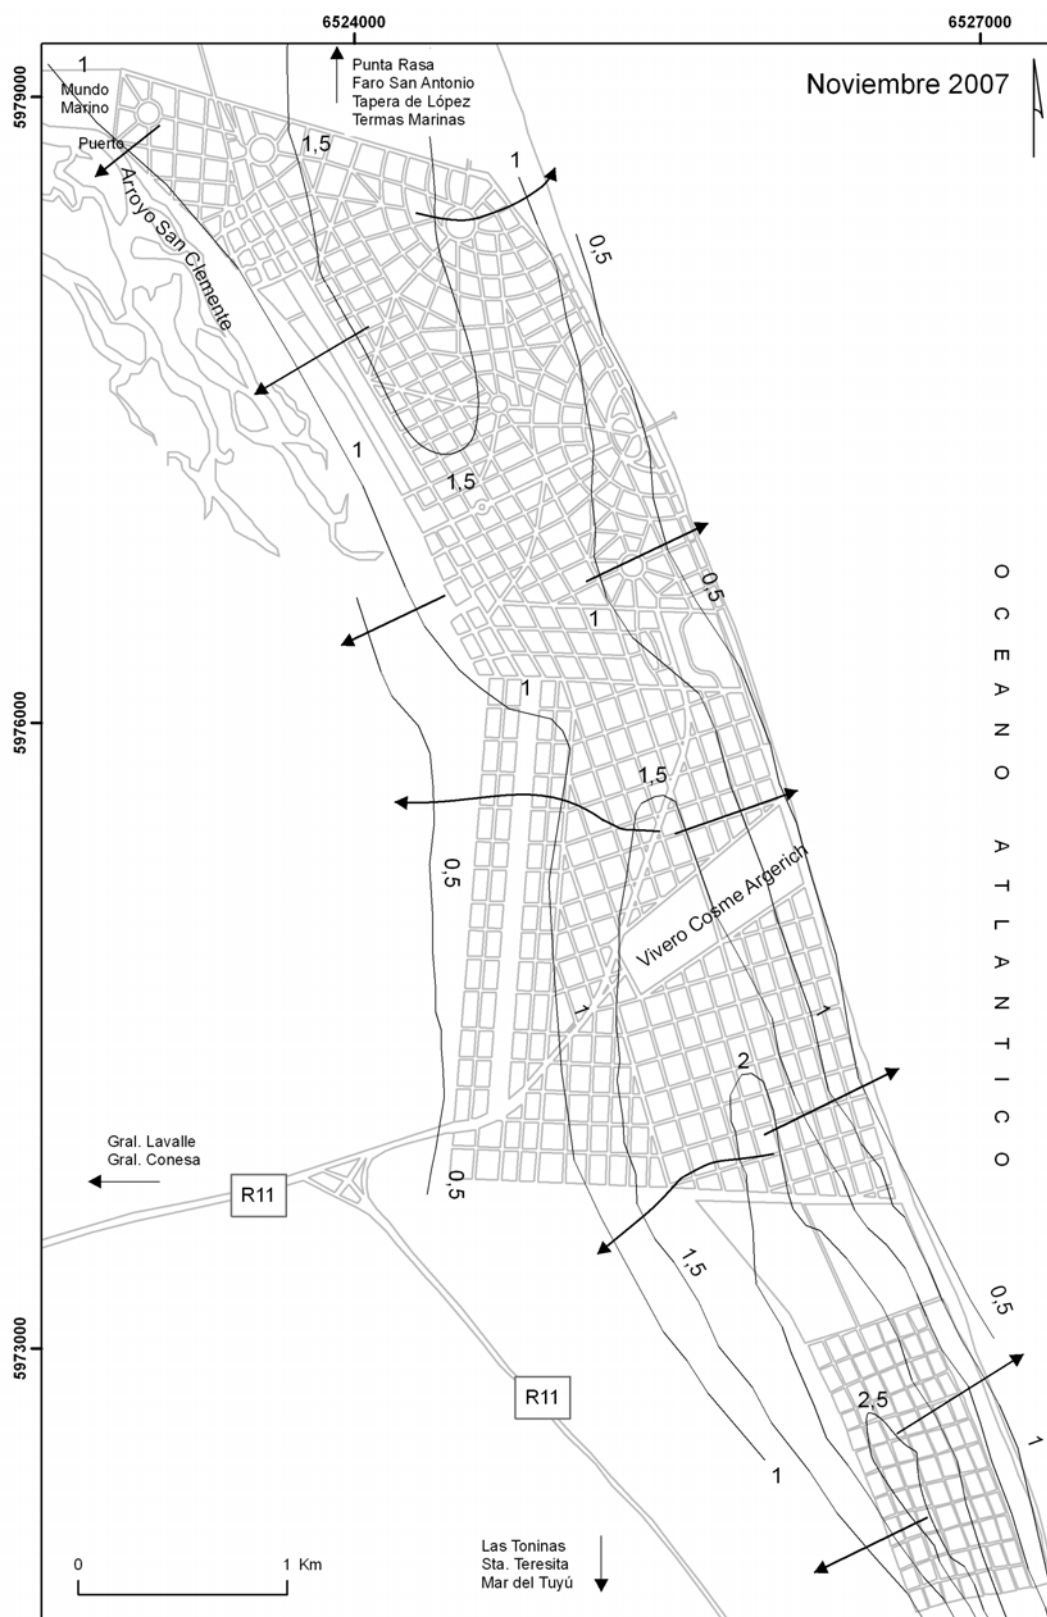 6524000
6527000
5979000
5976000
5973000
Noviembre 2007
1
Mundo
Marino
Puerto
Punta Rasa
Faro San Antonio
Tapera de López
Termas Marinas
1,5
1
0,5
Arroyo San Clemente
1
1,5
0,5
1
1
OCEANO ATLANTICO
1,5
0,5
Vivero Cosme Argerich
1
1
2
Gral. Lavalle
Gral. Conesa
R11
0,5
1,5
0,5
R11
2,5
1
1
0
1 Km
Las Toninas
Sta. Teresita
Mar del Tuyú